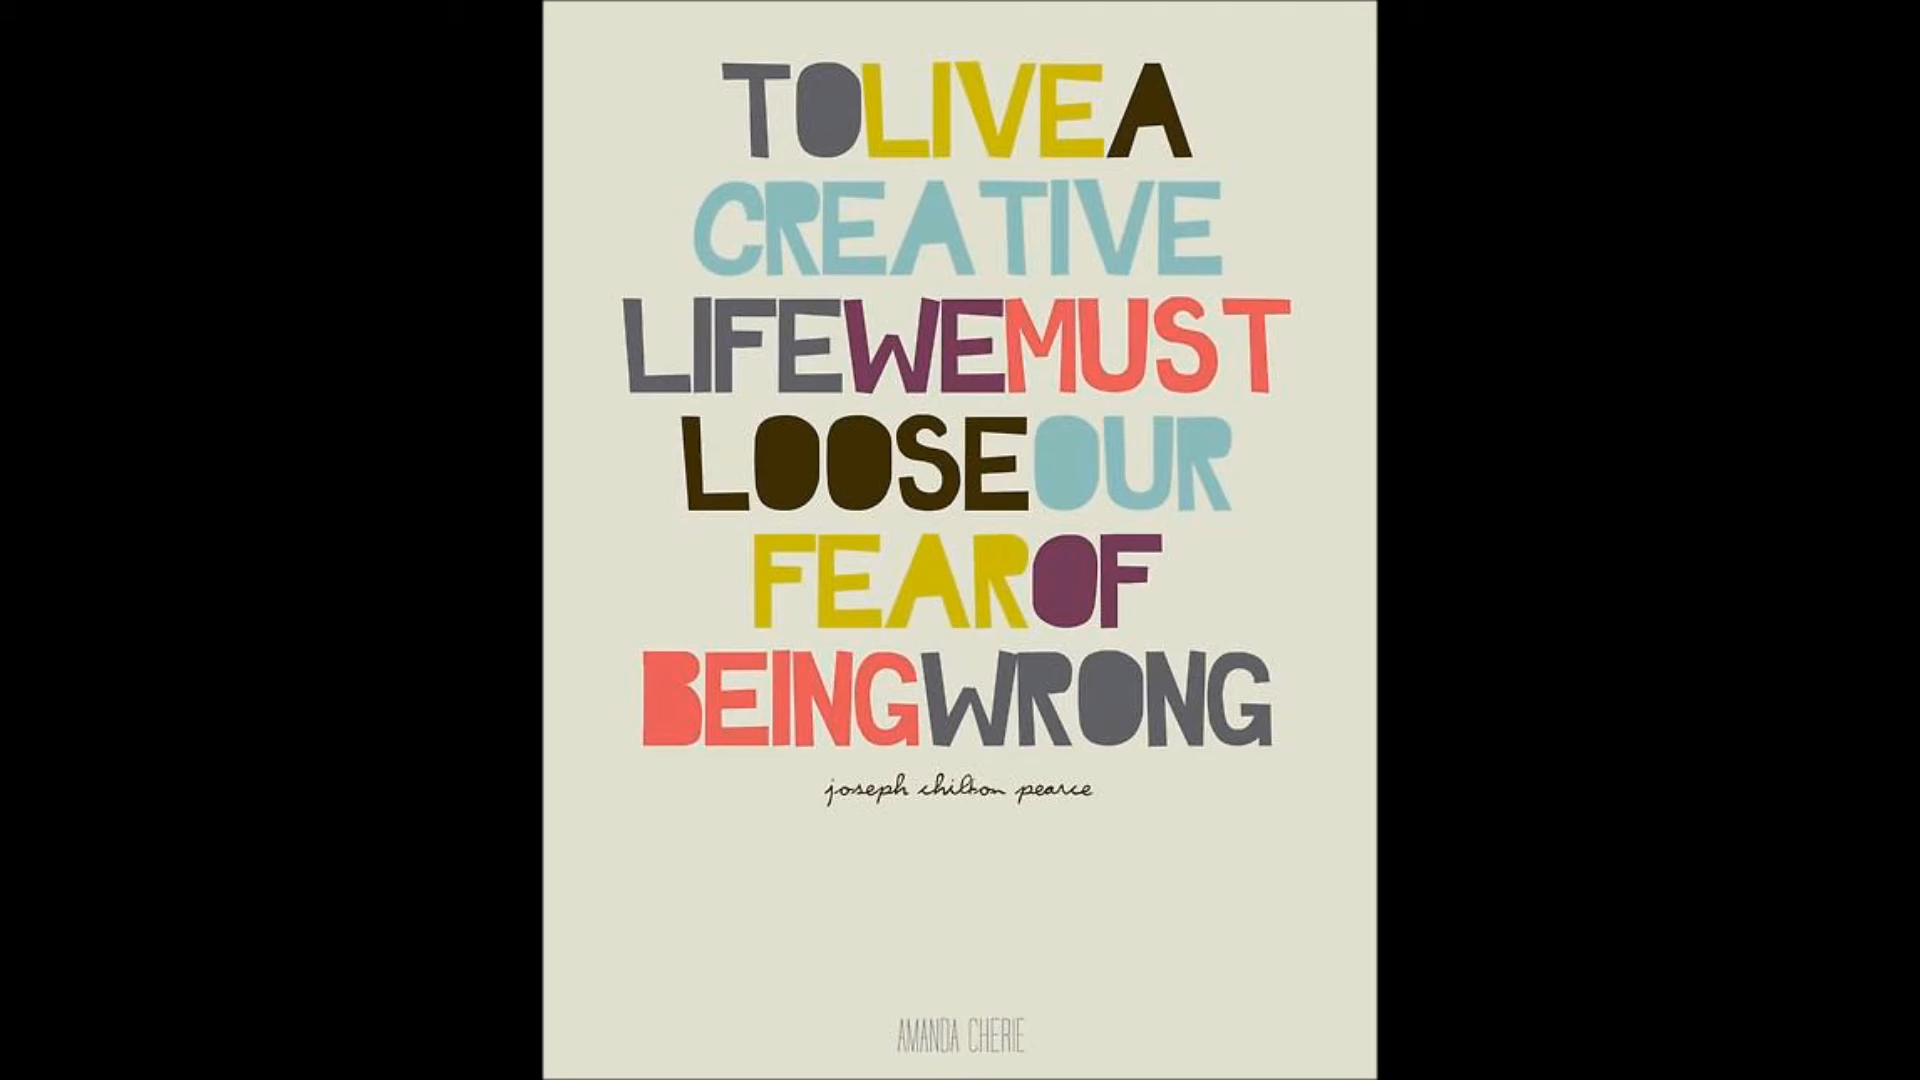 TOLIVEA
CREATIVE
LIFEWEMUST
LOOSEOUR
FEAROF
BEINGWRONG
joseph chilton pearce
AMANDA CHERIE